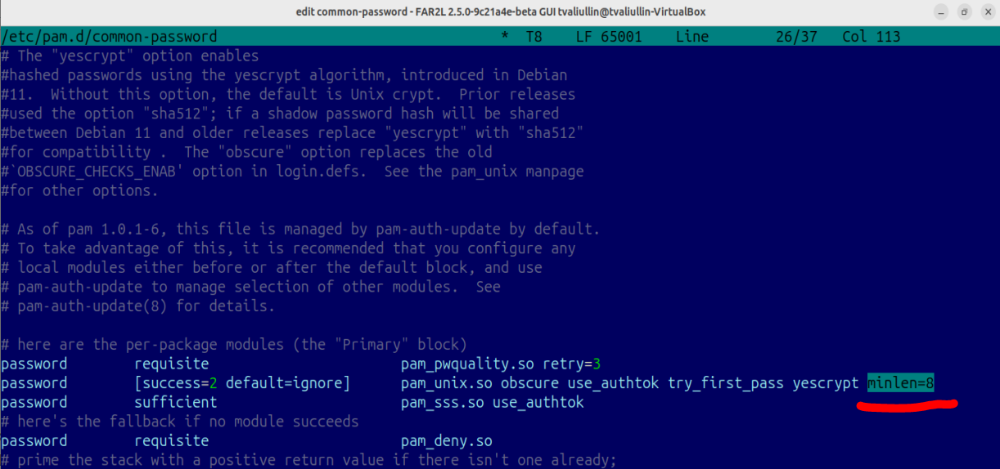 edit common-password - FAR2L 2.5.0-9c21a4e-beta GUI tvaliullin@tvaliullin-VirtualBox
/etc/pam.d/common-password * T8 LF 65001 Line 26/37 Col 113
# The "yescrypt" option enables
#hashed passwords using the yescrypt algorithm, introduced in Debian
#11.  Without this option, the default is Unix crypt.  Prior releases
#used the option "sha512"; if a shadow password hash will be shared
#between Debian 11 and older releases replace "yescrypt" with "sha512"
#for compatibility .  The "obscure" option replaces the old
#`OBSCURE_CHECKS_ENAB' option in login.defs.  See the pam_unix manpage
#for other options.
# As of pam 1.0.1-6, this file is managed by pam-auth-update by default.
# To take advantage of this, it is recommended that you configure any
# local modules either before or after the default block, and use
# pam-auth-update to manage selection of other modules.  See
# pam-auth-update(8) for details.
# here are the per-package modules (the "Primary" block)
password requisite pam_pwquality.so retry=3
password [success=2 default=ignore] pam_unix.so obscure use_authtok try_first_pass yescrypt minlen=8
password sufficient pam_sss.so use_authtok
# here's the fallback if no module succeeds
password requisite pam_deny.so
# prime the stack with a positive return value if there isn't one already;